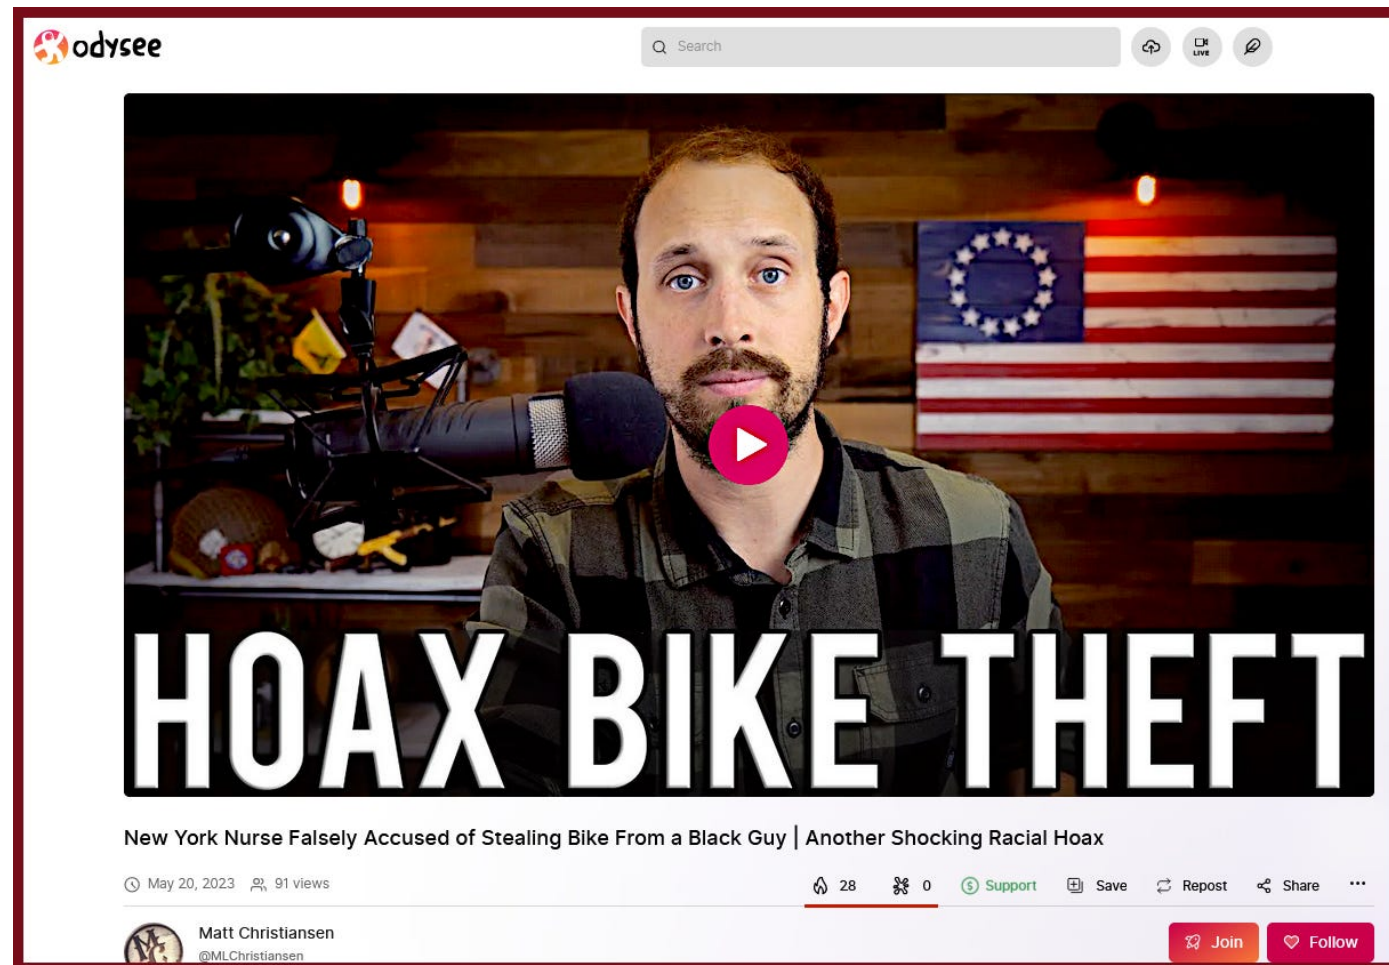 odysee
Search
LIVE
HOAX BIKE THEFT
New York Nurse Falsely Accused of Stealing Bike From a Black Guy | Another Shocking Racial Hoax
May 20, 2023 91 views 28 0 Support Save Repost Share
Matt Christiansen
@MLChristiansen
Join Follow